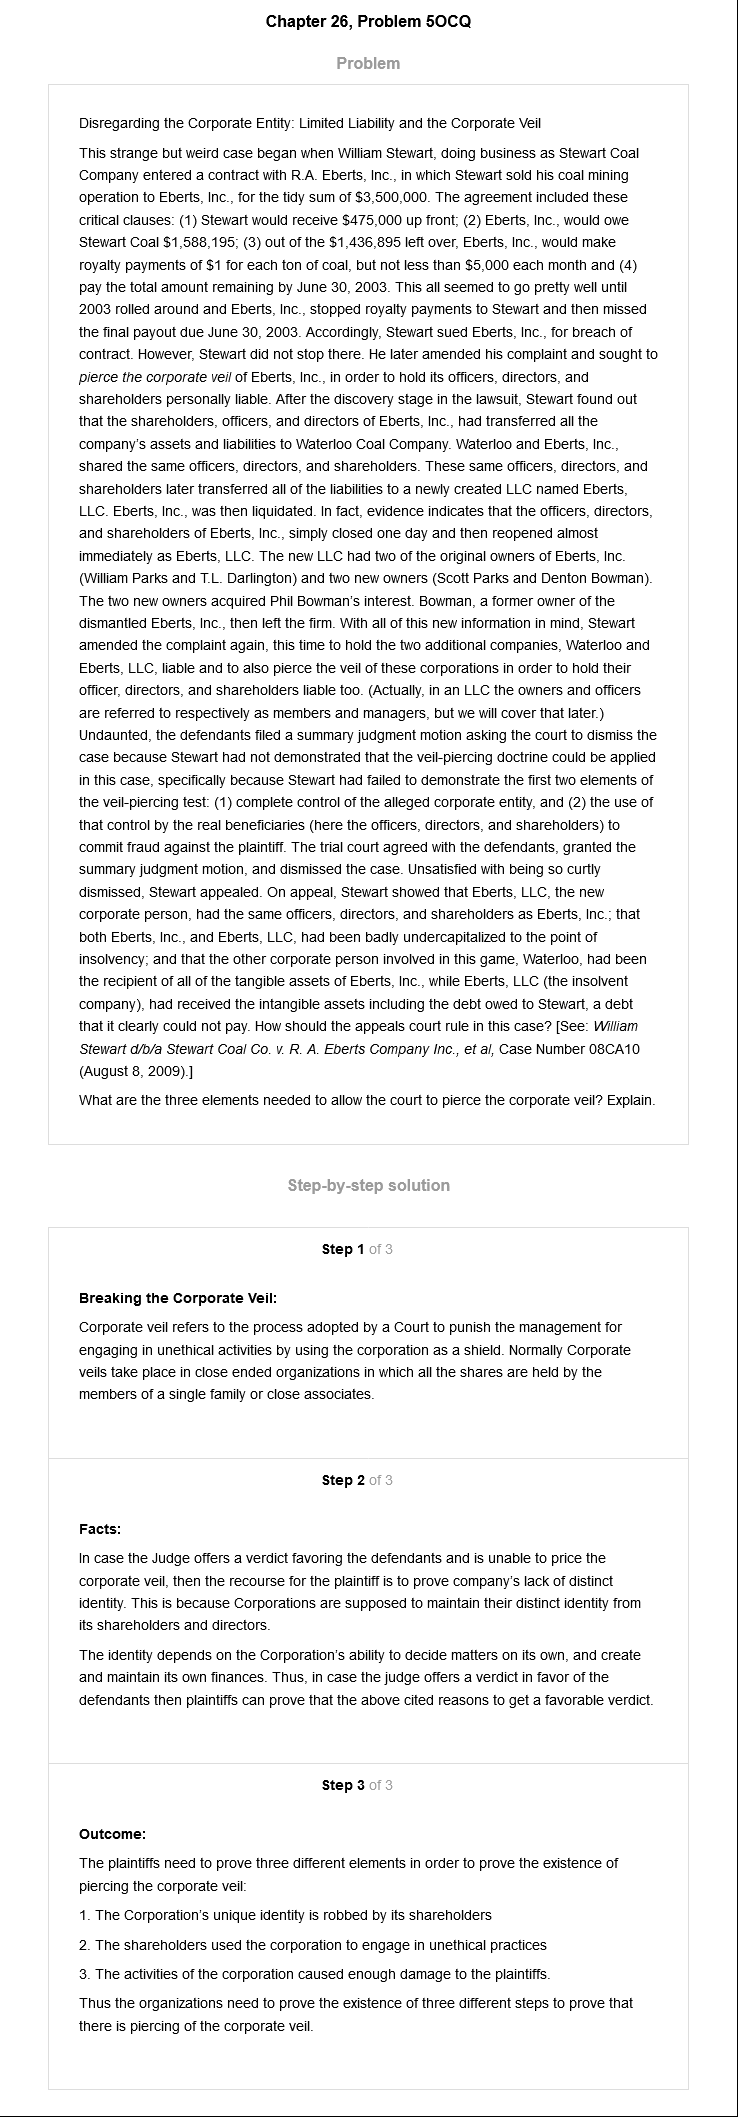 Chapter 26, Problem 5OCQ
Problem
Disregarding the Corporate Entity: Limited Liability and the Corporate Veil
This strange but weird case began when William Stewart, doing business as Stewart Coal
Company entered a contract with R.A. Eberts, Inc., in which Stewart sold his coal mining
operation to Eberts, Inc., for the tidy sum of $3,500,000. The agreement included these
critical clauses: (1) Stewart would receive $475,000 up front; (2) Eberts, Inc., would owe
Stewart Coal $1,588,195; (3) out of the $1,436,895 left over, Eberts, Inc., would make
royalty payments of $1 for each ton of coal, but not less than $5,000 each month and (4)
pay the total amount remaining by June 30, 2003. This all seemed to go pretty well until
2003 rolled around and Eberts, Inc., stopped royalty payments to Stewart and then missed
the final payout due June 30, 2003. Accordingly, Stewart sued Eberts, Inc., for breach of
contract. However, Stewart did not stop there. He later amended his complaint and sought to
pierce the corporate veil of Eberts, Inc., in order to hold its officers, directors, and
shareholders personally liable. After the discovery stage in the lawsuit, Stewart found out
that the shareholders, officers, and directors of Eberts, Inc., had transferred all the
company's assets and liabilities to Waterloo Coal Company. Waterloo and Eberts, Inc.,
shared the same officers, directors, and shareholders. These same officers, directors, and
shareholders later transferred all of the liabilities to a newly created LLC named Eberts,
LLC. Eberts, Inc., was then liquidated. In fact, evidence indicates that the officers, directors,
and shareholders of Eberts, Inc., simply closed one day and then reopened almost
immediately as Eberts, LLC. The new LLC had two of the original owners of Eberts, Inc.
(William Parks and T.L. Darlington) and two new owners (Scott Parks and Denton Bowman).
The two new owners acquired Phil Bowman's interest. Bowman, a former owner of the
dismantled Eberts, Inc., then left the firm. With all of this new information in mind, Stewart
amended the complaint again, this time to hold the two additional companies, Waterloo and
Eberts, LLC, liable and to also pierce the veil of these corporations in order to hold their
officer, directors, and shareholders liable too. (Actually, in an LLC the owners and officers
are referred to respectively as members and managers, but we will cover that later.)
Undaunted, the defendants filed a summary judgment motion asking the court to dismiss the
case because Stewart had not demonstrated that the veil-piercing doctrine could be applied
in this case, specifically because Stewart had failed to demonstrate the first two elements of
the veil-piercing test: (1) complete control of the alleged corporate entity, and (2) the use of
that control by the real beneficiaries (here the officers, directors, and shareholders) to
commit fraud against the plaintiff. The trial court agreed with the defendants, granted the
summary judgment motion, and dismissed the case. Unsatisfied with being so curtly
dismissed, Stewart appealed. On appeal, Stewart showed that Eberts, LLC, the new
corporate person, had the same officers, directors, and shareholders as Eberts, Inc.; that
both Eberts, Inc., and Eberts, LLC, had been badly undercapitalized to the point of
insolvency; and that the other corporate person involved in this game, Waterloo, had been
the recipient of all of the tangible assets of Eberts, Inc., while Eberts, LLC (the insolvent
company), had received the intangible assets including the debt owed to Stewart, a debt
that it clearly could not pay. How should the appeals court rule in this case? [See: William
Stewart d/b/a Stewart Coal Co. v. R. A. Eberts Company Inc., et al, Case Number 08CA10
(August 8, 2009).]
What are the three elements needed to allow the court to pierce the corporate veil? Explain.
Step-by-step solution
Step 1 of 3
Breaking the Corporate Veil:
Corporate veil refers to the process adopted by a Court to punish the management for
engaging in unethical activities by using the corporation as a shield. Normally Corporate
veils take place in close ended organizations in which all the shares are held by the
members of a single family or close associates.
Step 2 of 3
Facts:
In case the Judge offers a verdict favoring the defendants and is unable to price the
corporate veil, then the recourse for the plaintiff is to prove company's lack of distinct
identity. This is because Corporations are supposed to maintain their distinct identity from
its shareholders and directors.
The identity depends on the Corporation's ability to decide matters on its own, and create
and maintain its own finances. Thus, in case the judge offers a verdict in favor of the
defendants then plaintiffs can prove that the above cited reasons to get a favorable verdict.
Step 3 of 3
Outcome:
The plaintiffs need to prove three different elements in order to prove the existence of
piercing the corporate veil:
1. The Corporation's unique identity is robbed by its shareholders
2. The shareholders used the corporation to engage in unethical practices
3. The activities of the corporation caused enough damage to the plaintiffs.
Thus the organizations need to prove the existence of three different steps to prove that
there is piercing of the corporate veil.